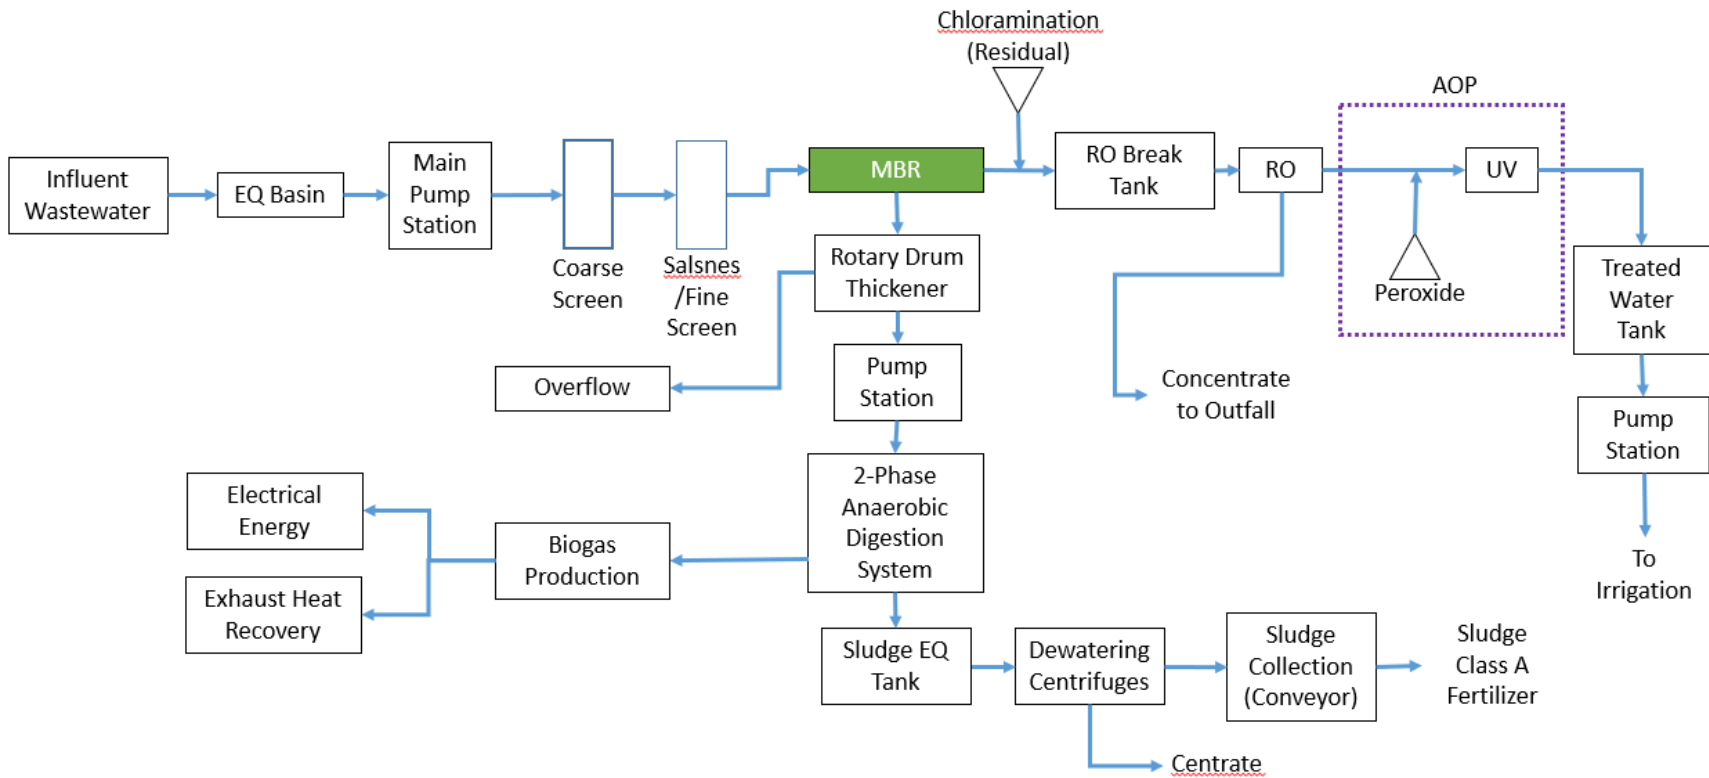 Chloramination
(Residual)
AOP
Influent
Wastewater
EQ Basin
Main
Pump
Station
Coarse
Screen
Salsnes
/Fine
Screen
MBR
RO Break
Tank
RO
UV
Peroxide
Rotary Drum
Thickener
Treated
Water
Tank
Overflow
Pump
Station
Concentrate
to Outfall
Pump
Station
To
Irrigation
2-Phase
Anaerobic
Digestion
System
Biogas
Production
Electrical
Energy
Exhaust Heat
Recovery
Sludge EQ
Tank
Dewatering
Centrifuges
Sludge
Collection
(Conveyor)
Sludge
Class A
Fertilizer
Centrate